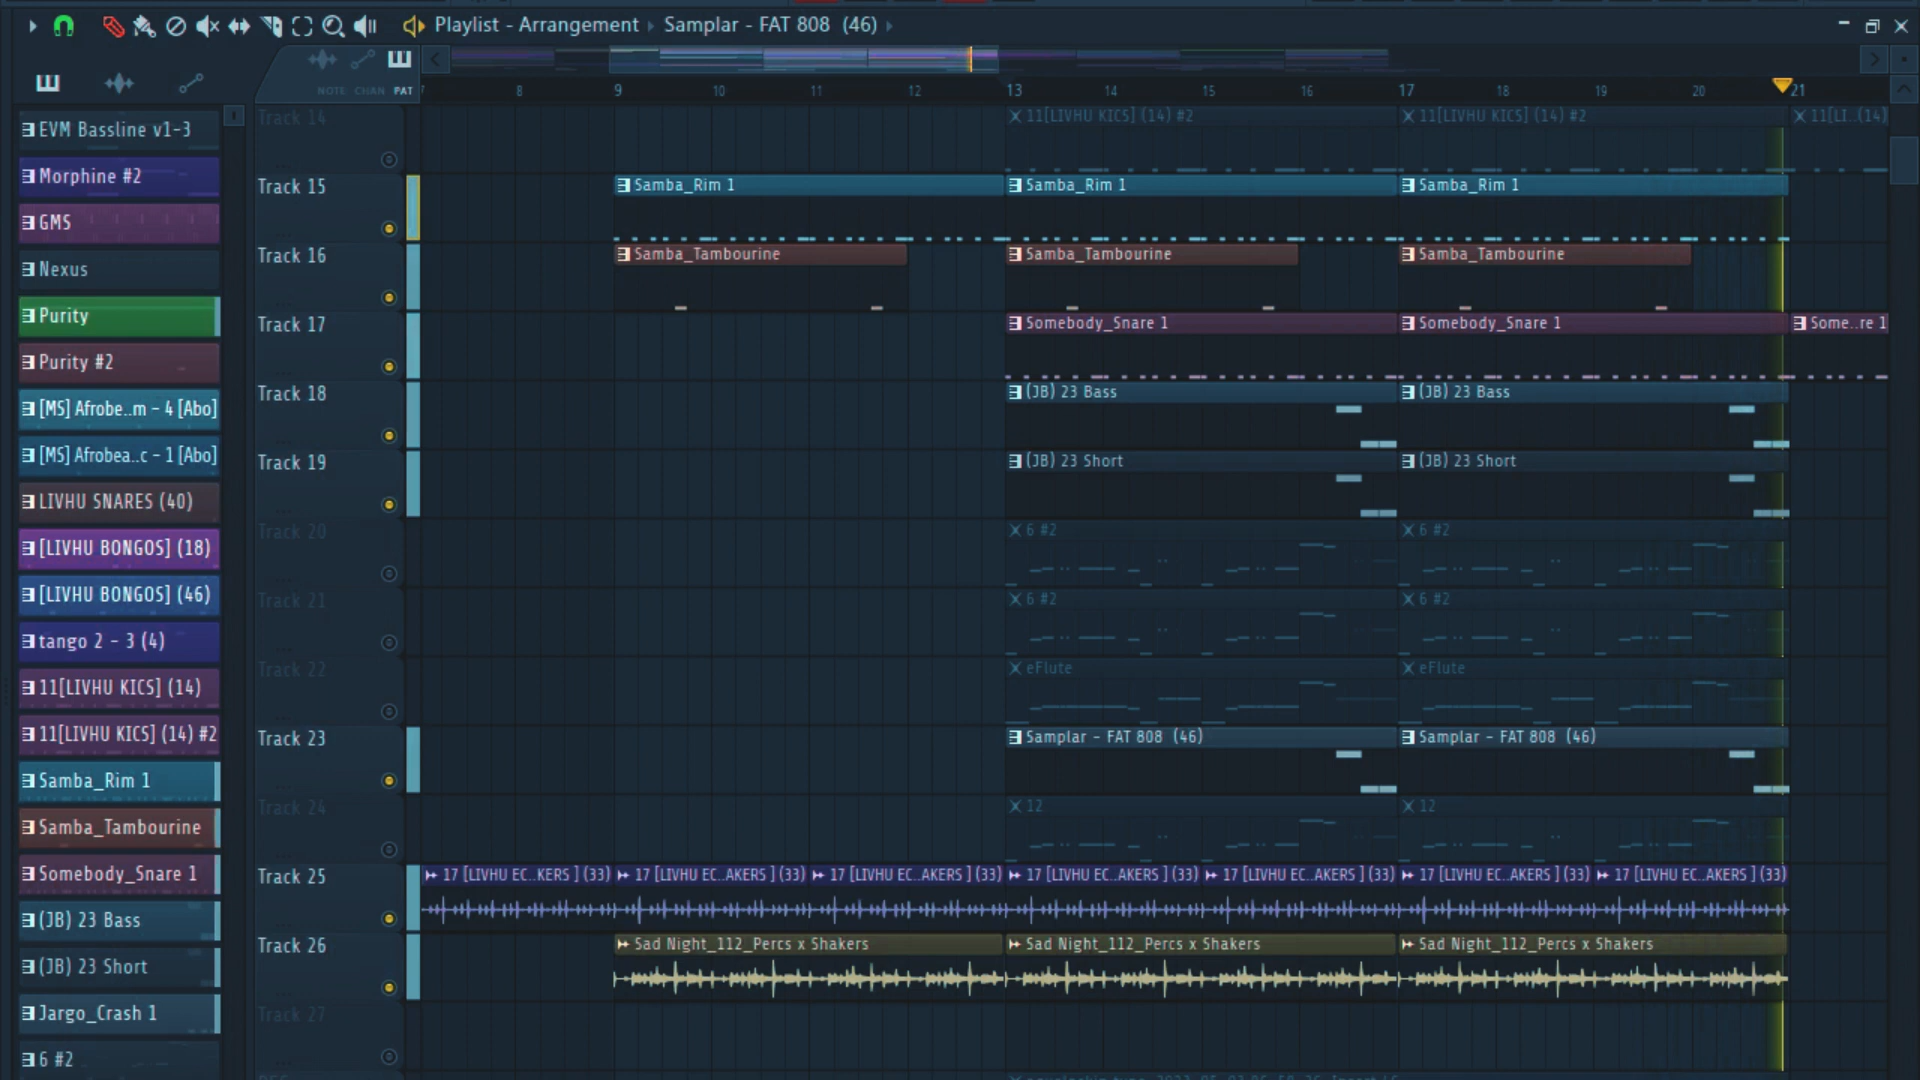 Playlist - Arrangement › Samplar - FAT 808 (46) ›
NOTE CHAN PAT
7 8 9 10 11 12 13 14 15 16 17 18 19 20 21
EVM Bassline v1-3
Morphine #2
GMS
Nexus
Purity
Purity #2
[MS] Afrobe..m - 4 [Abo]
[MS] Afrobea..c - 1 [Abo]
LIVHU SNARES (40)
[LIVHU BONGOS] (18)
[LIVHU BONGOS] (46)
tango 2 - 3 (4)
11[LIVHU KICS] (14)
11[LIVHU KICS] (14) #2
Samba_Rim 1
Samba_Tambourine
Somebody_Snare 1
(JB) 23 Bass
(JB) 23 Short
Jargo_Crash 1
6 #2
Track 14 11[LIVHU KICS] (14) #2 11[LIVHU KICS] (14) #2 11[LI..(14)
Track 15 Samba_Rim 1 Samba_Rim 1 Samba_Rim 1
Track 16 Samba_Tambourine Samba_Tambourine Samba_Tambourine
Track 17 Somebody_Snare 1 Somebody_Snare 1 Some..re 1
Track 18 (JB) 23 Bass (JB) 23 Bass
Track 19 (JB) 23 Short (JB) 23 Short
Track 20 6 #2 6 #2
Track 21 6 #2 6 #2
Track 22 eFlute eFlute
Track 23 Samplar - FAT 808 (46) Samplar - FAT 808 (46)
Track 24 12 12
Track 25 17 [LIVHU EC..KERS ] (33) 17 [LIVHU EC..AKERS ] (33) 17 [LIVHU EC..AKERS ] (33) 17 [LIVHU EC..AKERS ] (33) 17 [LIVHU EC..AKERS ] (33) 17 [LIVHU EC..AKERS ] (33) 17 [LIVHU EC..AKERS ] (33)
Track 26 Sad Night_112_Percs x Shakers Sad Night_112_Percs x Shakers Sad Night_112_Percs x Shakers
Track 27